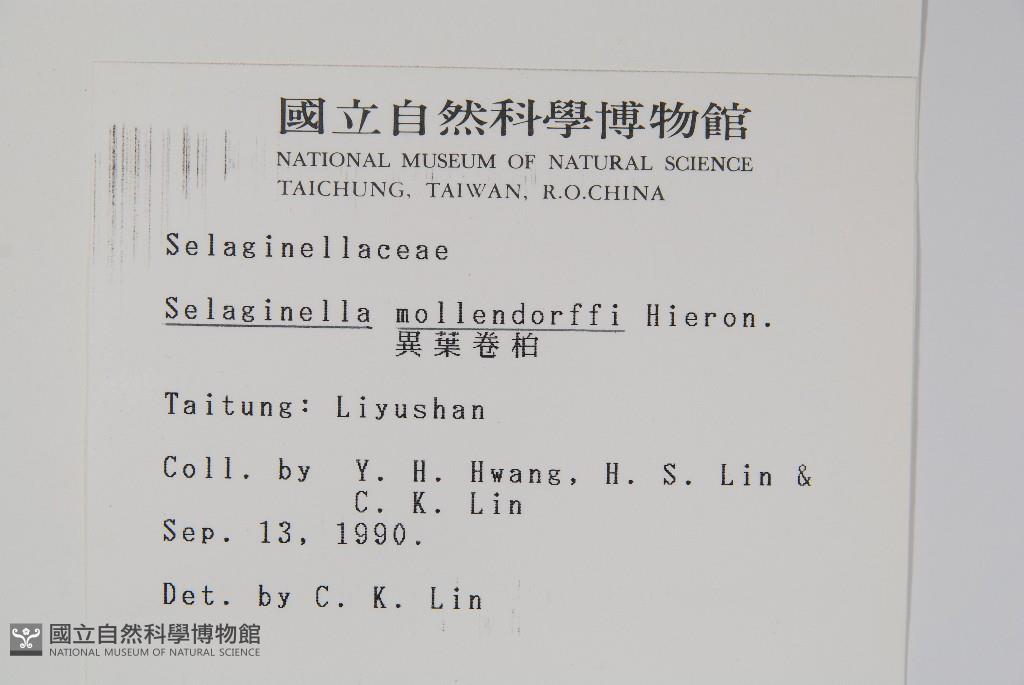 國立自然科學博物館
NATIONAL MUSEUM OF NATURAL SCIENCE
TAICHUNG, TAIWAN, R.O.CHINA
Selaginellaceae
Selaginella mollendorffi Hieron.
異葉卷柏
Taitung: Liyushan
Coll. by Y. H. Hwang, H. S. Lin &
C. K. Lin
Sep. 13, 1990.
Det. by C. K. Lin
國立自然科學博物館
NATIONAL MUSEUM OF NATURAL SCIENCE